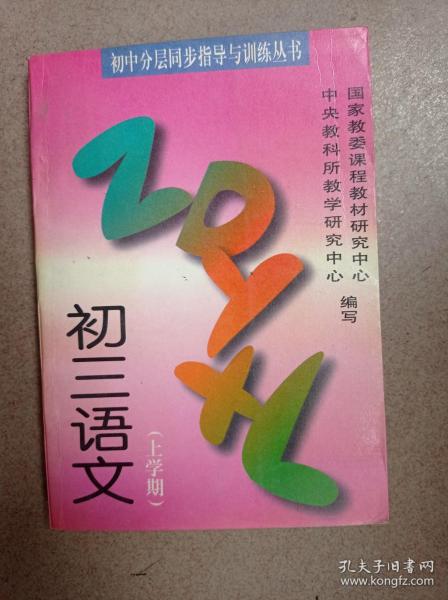 初中分层同步指导与训练丛书
国家教委课程教材研究中心
中央教科所教学研究中心
编写
初三语文
(上学期)
孔夫子旧书网
www.kongfz.com